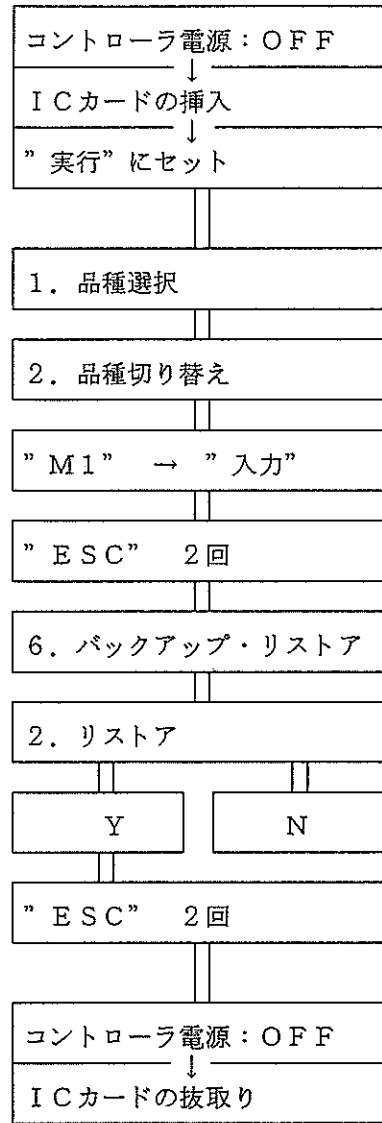 コントローラ電源：ＯＦＦ
↓
ＩＣカードの挿入
↓
”実行”にセット
１．品種選択
２．品種切り替え
”Ｍ１” → ”入力”
”ＥＳＣ” ２回
６．バックアップ・リストア
２．リストア
Ｙ Ｎ
”ＥＳＣ” ２回
コントローラ電源：ＯＦＦ
↓
ＩＣカードの抜取り